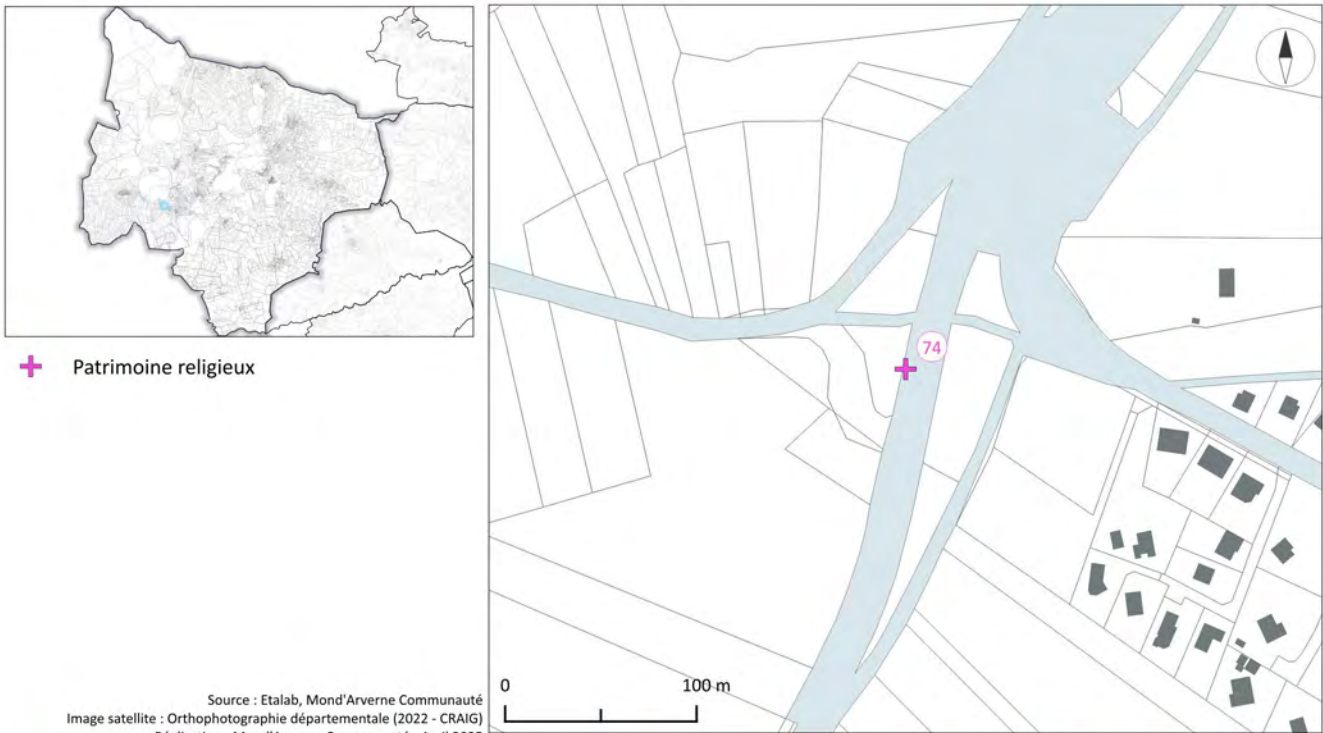 Patrimoine religieux
74
0 100 m
Source : Etalab, Mond'Arverne Communauté
Image satellite : Orthophotographie départementale (2022 - CRAIG)